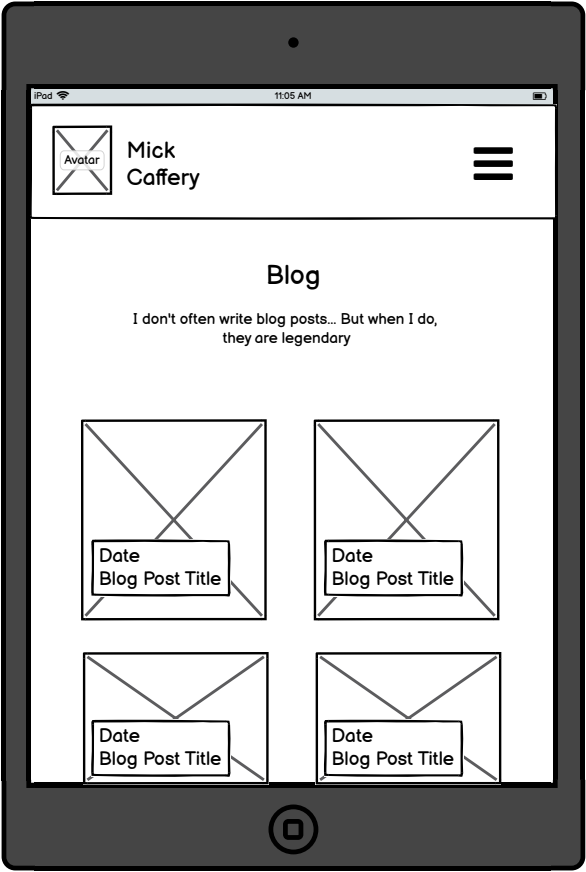 iPad
11:05 AM
Avatar
Mick
Caffery
Blog
I don't often write blog posts... But when I do,
they are legendary
Date
Blog Post Title
Date
Blog Post Title
Date
Blog Post Title
Date
Blog Post Title